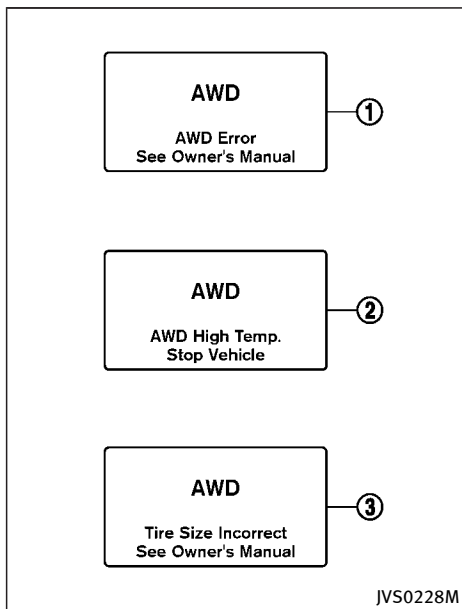 AWD
AWD Error
See Owner's Manual
1
AWD
AWD High Temp.
Stop Vehicle
2
AWD
Tire Size Incorrect
See Owner's Manual
3
JVS0228M